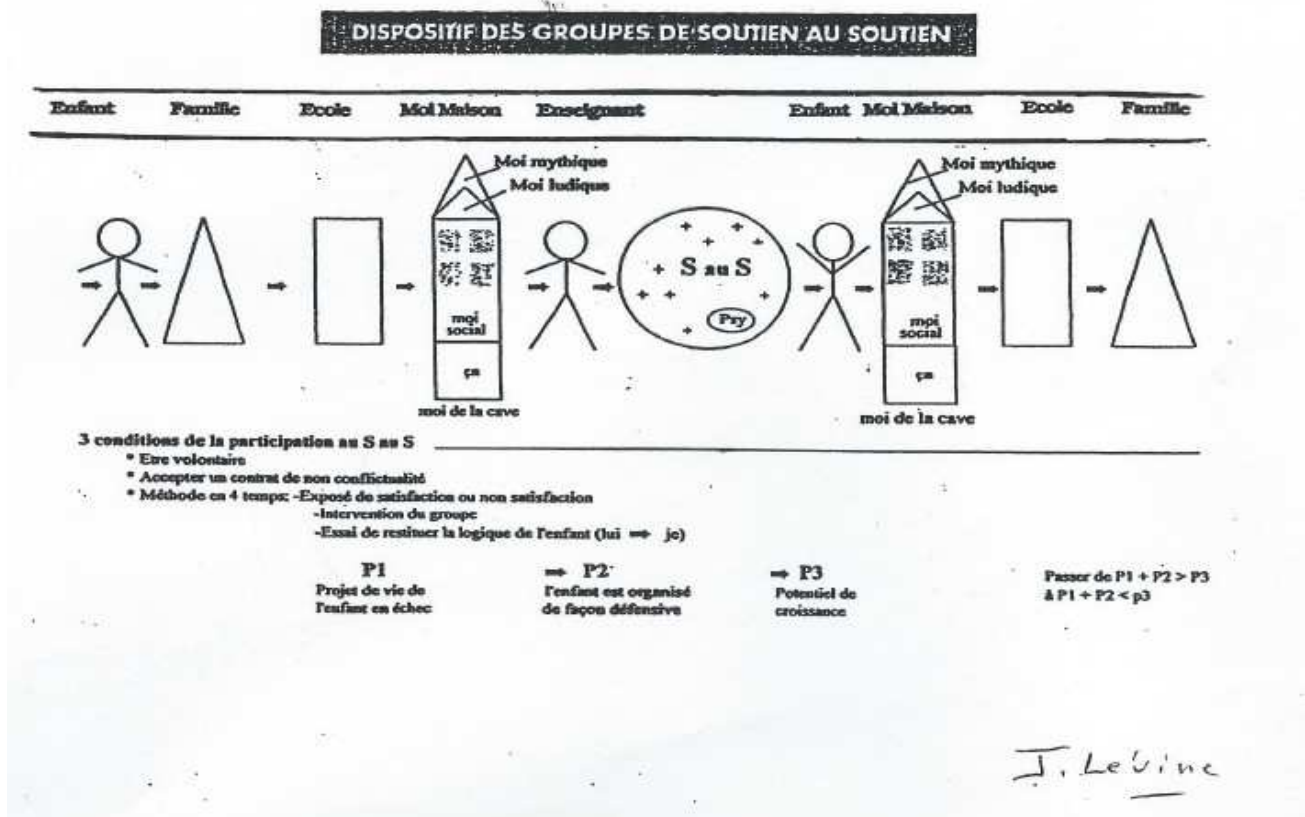 DISPOSITIF DES GROUPES DE SOUTIEN AU SOUTIEN
Enfant Famille Ecole Moi Maison Enseignant Enfant Moi Maison Ecole Famille
Moi mythique
Moi ludique
moi social
ça
moi de la cave
S au S
Psy
Moi mythique
Moi ludique
moi social
ça
moi de la cave
3 conditions de la participation au S au S
* Etre volontaire
* Accepter un contrat de non conflictualité
* Méthode en 4 temps: -Exposé de satisfaction ou non satisfaction
-Intervention du groupe
-Essai de restituer la logique de l'enfant (lui ➡ je)
P1 ➡ P2 ➡ P3
Projet de vie de l'enfant est organisé Potentiel de Passer de P1 + P2 > P3
l'enfant en échec de façon défensive croissance à P1 + P2 < p3
J. Lévine